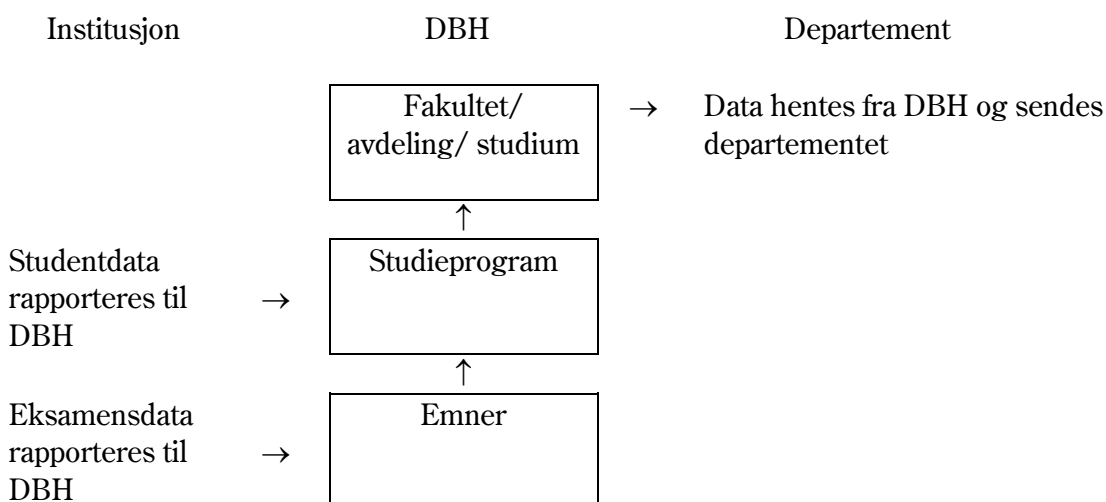 Institusjon DBH Departement
Fakultet/ → Data hentes fra DBH og sendes
avdeling/ studium departementet
↑
Studentdata Studieprogram
rapporteres til →
DBH
↑
Eksamensdata Emner
rapporteres til →
DBH